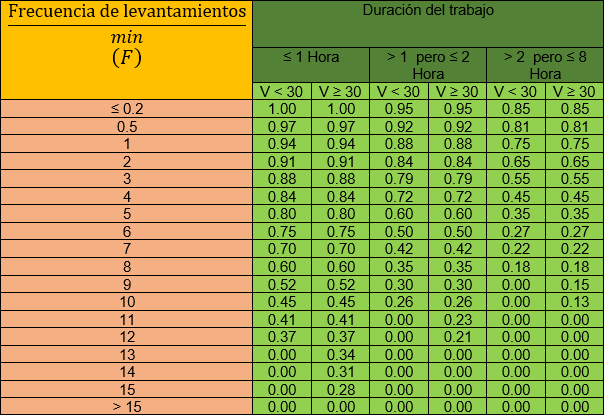 Frecuencia de levantamientos
min
(F)
Duración del trabajo
≤ 1 Hora > 1 pero ≤ 2 Hora > 2 pero ≤ 8 Hora
V < 30 V ≥ 30 V < 30 V ≥ 30 V < 30 V ≥ 30
≤ 0.2 1.00 1.00 0.95 0.95 0.85 0.85
0.5 0.97 0.97 0.92 0.92 0.81 0.81
1 0.94 0.94 0.88 0.88 0.75 0.75
2 0.91 0.91 0.84 0.84 0.65 0.65
3 0.88 0.88 0.79 0.79 0.55 0.55
4 0.84 0.84 0.72 0.72 0.45 0.45
5 0.80 0.80 0.60 0.60 0.35 0.35
6 0.75 0.75 0.50 0.50 0.27 0.27
7 0.70 0.70 0.42 0.42 0.22 0.22
8 0.60 0.60 0.35 0.35 0.18 0.18
9 0.52 0.52 0.30 0.30 0.00 0.15
10 0.45 0.45 0.26 0.26 0.00 0.13
11 0.41 0.41 0.00 0.23 0.00 0.00
12 0.37 0.37 0.00 0.21 0.00 0.00
13 0.00 0.34 0.00 0.00 0.00 0.00
14 0.00 0.31 0.00 0.00 0.00 0.00
15 0.00 0.28 0.00 0.00 0.00 0.00
> 15 0.00 0.00 0.00 0.00 0.00 0.00